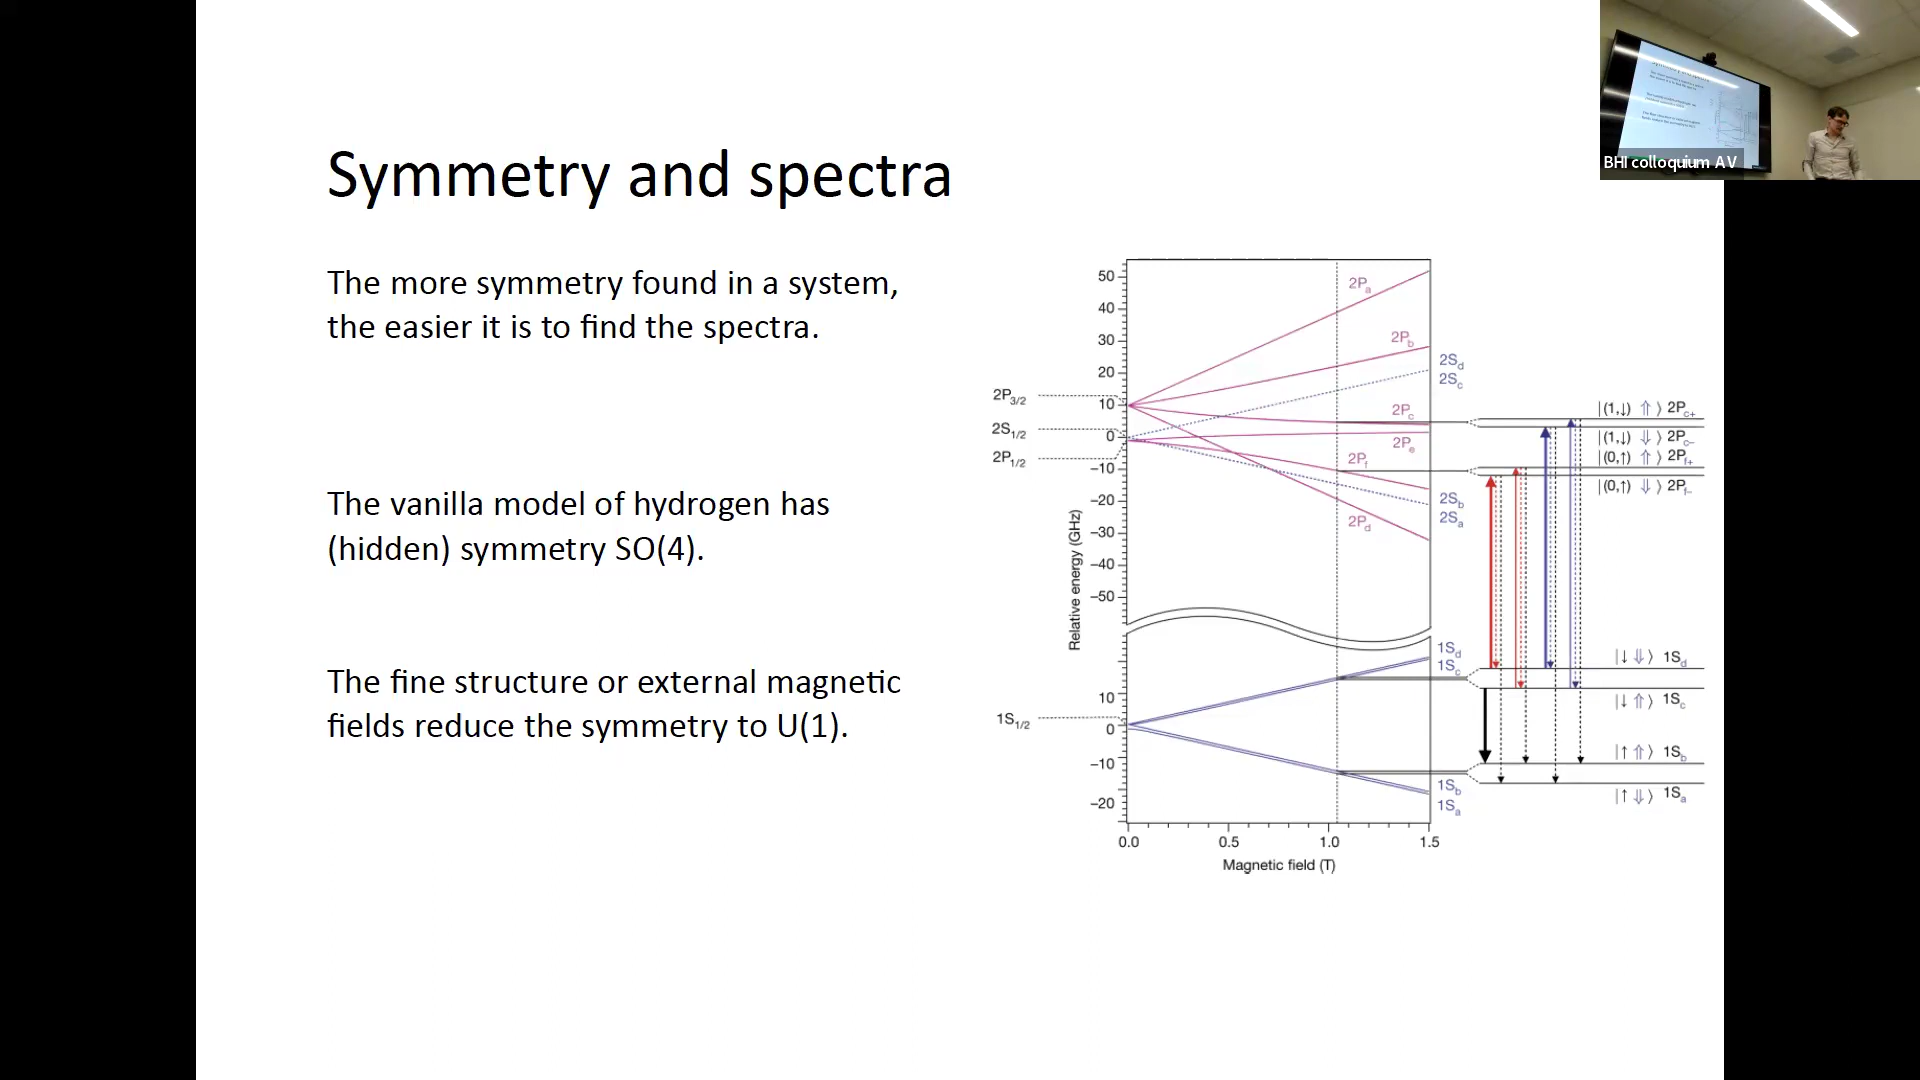 BHI colloquium AV
Symmetry and spectra
The more symmetry found in a system,
the easier it is to find the spectra.
The vanilla model of hydrogen has
(hidden) symmetry SO(4).
The fine structure or external magnetic
fields reduce the symmetry to U(1).
Relative energy (GHz)
50
40
30
20
10
0
−10
−20
−30
−40
−50
10
0
−10
−20
2P3/2
2S1/2
2P1/2
1S1/2
2Pa
2Pb
2Sd
2Sc
2Pc
2Pe
2Pf
2Sb
2Sa
2Pd
1Sd
1Sc
1Sb
1Sa
|(1,↓) ⇑⟩ 2Pc+
|(1,↓) ⇓⟩ 2Pc−
|(0,↑) ⇑⟩ 2Pf+
|(0,↑) ⇓⟩ 2Pf−
|↓ ⇓⟩ 1Sd
|↓ ⇑⟩ 1Sc
|↑ ⇑⟩ 1Sb
|↑ ⇓⟩ 1Sa
0.0 0.5 1.0 1.5
Magnetic field (T)